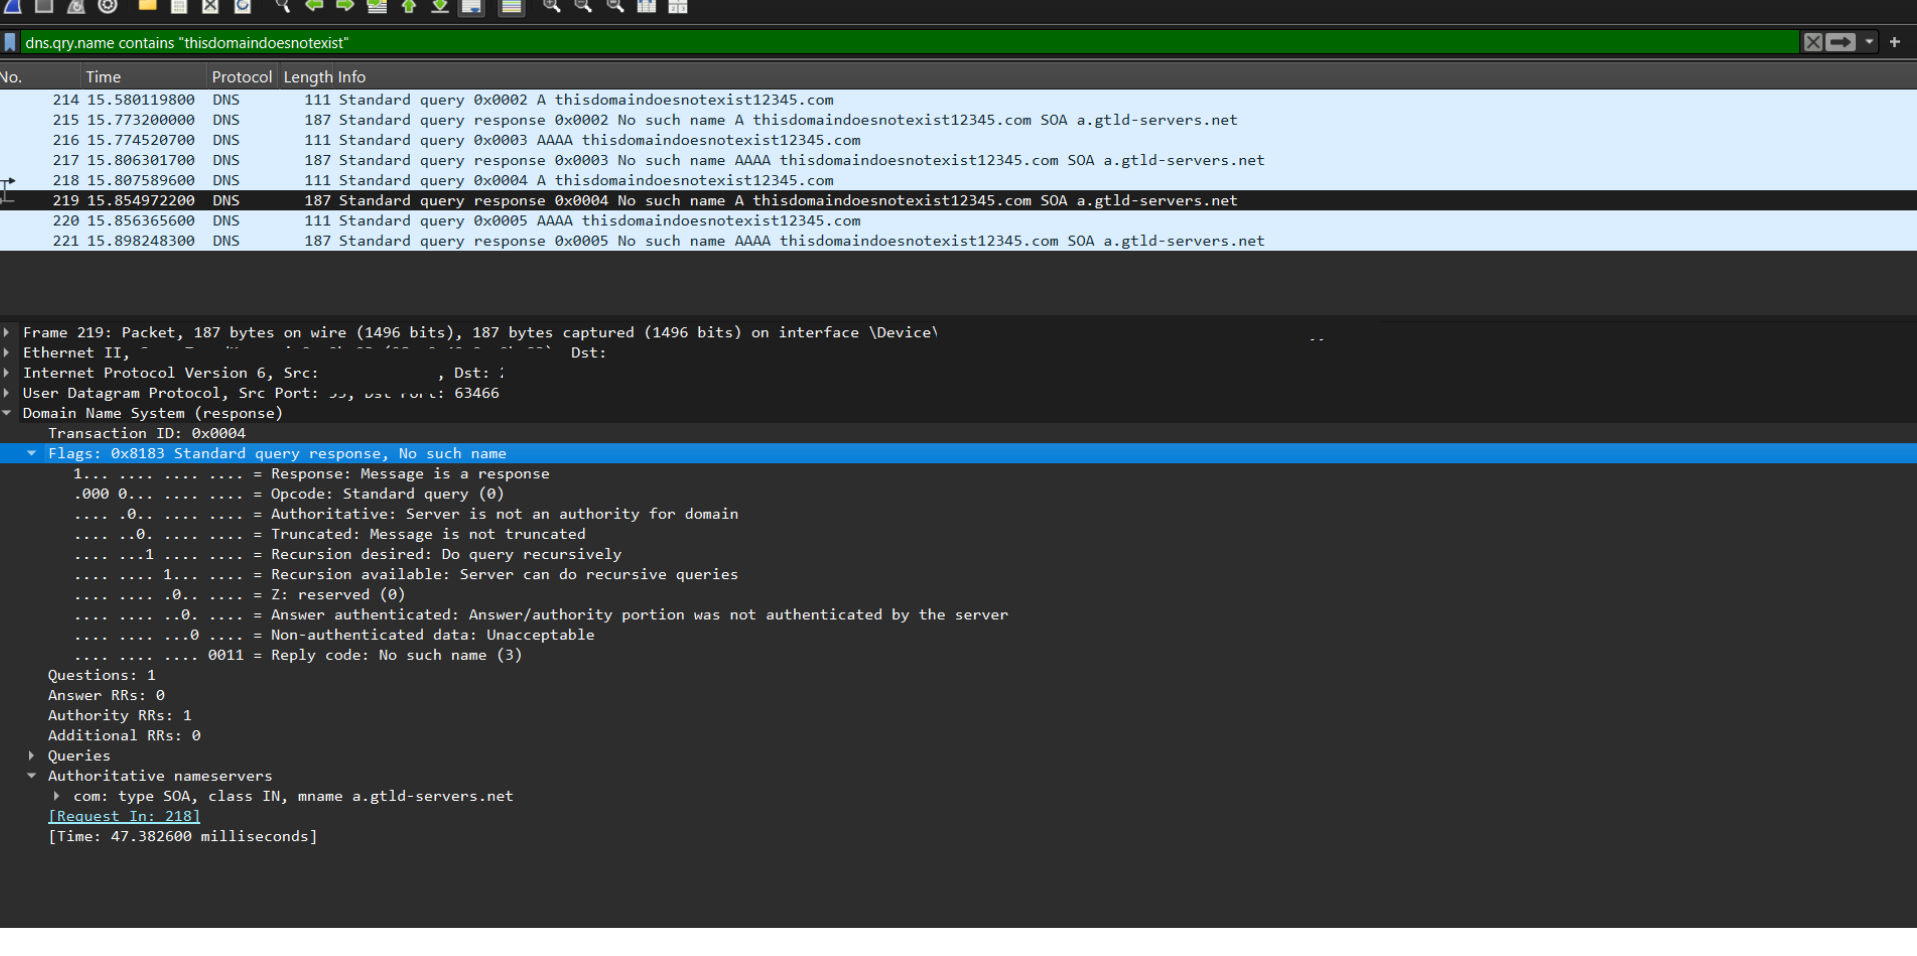 dns.qry.name contains "thisdomaindoesnotexist"
No. Time Protocol Length Info
214 15.580119800 DNS 111 Standard query 0x0002 A thisdomaindoesnotexist12345.com
215 15.773200000 DNS 187 Standard query response 0x0002 No such name A thisdomaindoesnotexist12345.com SOA a.gtld-servers.net
216 15.774520700 DNS 111 Standard query 0x0003 AAAA thisdomaindoesnotexist12345.com
217 15.806301700 DNS 187 Standard query response 0x0003 No such name AAAA thisdomaindoesnotexist12345.com SOA a.gtld-servers.net
218 15.807589600 DNS 111 Standard query 0x0004 A thisdomaindoesnotexist12345.com
219 15.854972200 DNS 187 Standard query response 0x0004 No such name A thisdomaindoesnotexist12345.com SOA a.gtld-servers.net
220 15.856365600 DNS 111 Standard query 0x0005 AAAA thisdomaindoesnotexist12345.com
221 15.898248300 DNS 187 Standard query response 0x0005 No such name AAAA thisdomaindoesnotexist12345.com SOA a.gtld-servers.net
Frame 219: Packet, 187 bytes on wire (1496 bits), 187 bytes captured (1496 bits) on interface \Device\
Ethernet II, Dst:
Internet Protocol Version 6, Src: , Dst:
User Datagram Protocol, Src Port: , Dst Port: 63466
Domain Name System (response)
Transaction ID: 0x0004
Flags: 0x8183 Standard query response, No such name
1... .... .... .... = Response: Message is a response
.000 0... .... .... = Opcode: Standard query (0)
.... .0.. .... .... = Authoritative: Server is not an authority for domain
.... ..0. .... .... = Truncated: Message is not truncated
.... ...1 .... .... = Recursion desired: Do query recursively
.... .... 1... .... = Recursion available: Server can do recursive queries
.... .... .0.. .... = Z: reserved (0)
.... .... ..0. .... = Answer authenticated: Answer/authority portion was not authenticated by the server
.... .... ...0 .... = Non-authenticated data: Unacceptable
.... .... .... 0011 = Reply code: No such name (3)
Questions: 1
Answer RRs: 0
Authority RRs: 1
Additional RRs: 0
Queries
Authoritative nameservers
com: type SOA, class IN, mname a.gtld-servers.net
[Request In: 218]
[Time: 47.382600 milliseconds]